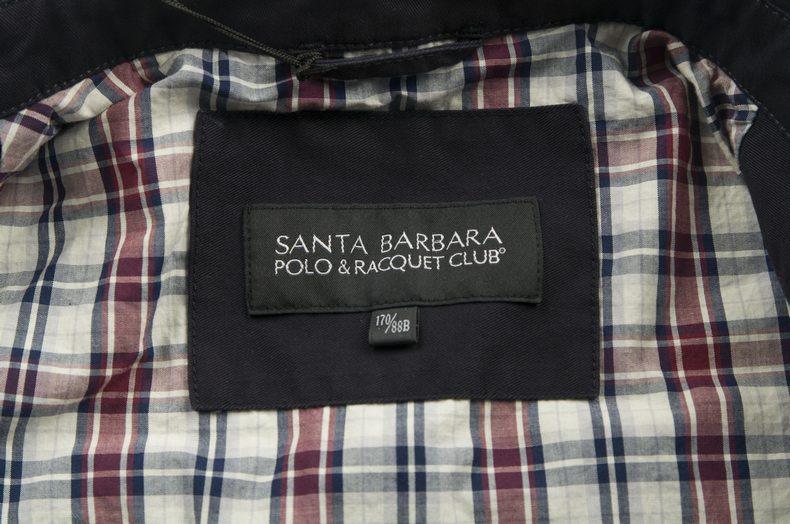 SANTA BARBARA
POLO & RACQUET CLUB®
170/88B